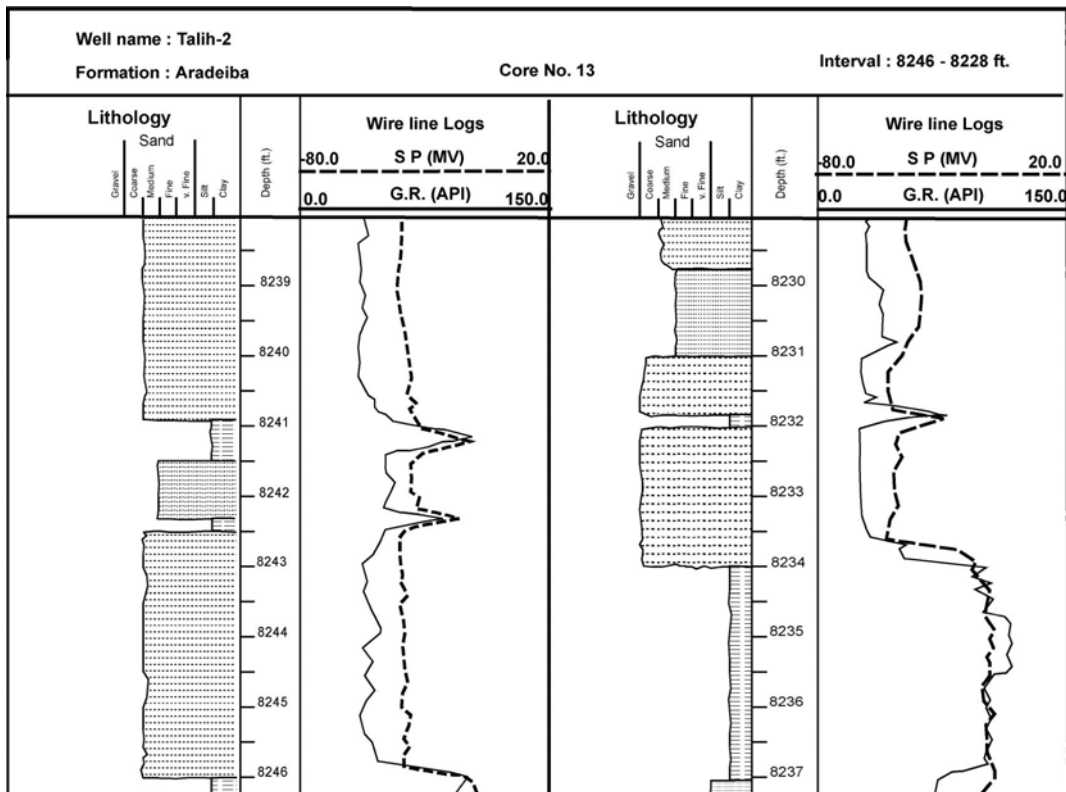 Well name : Talih-2
Formation : Aradeiba
Core No. 13
Interval : 8246 - 8228 ft.
Lithology
Sand
Gravel
Coarse
Medium
Fine
v. Fine
Silt
Clay
Depth (ft.)
Wire line Logs
-80.0 S P (MV) 20.0
0.0 G.R. (API) 150.0
8239
8240
8241
8242
8243
8244
8245
8246
Lithology
Sand
Gravel
Coarse
Medium
Fine
v. Fine
Silt
Clay
Depth (ft.)
Wire line Logs
-80.0 S P (MV) 20.0
0.0 G.R. (API) 150.0
8230
8231
8232
8233
8234
8235
8236
8237